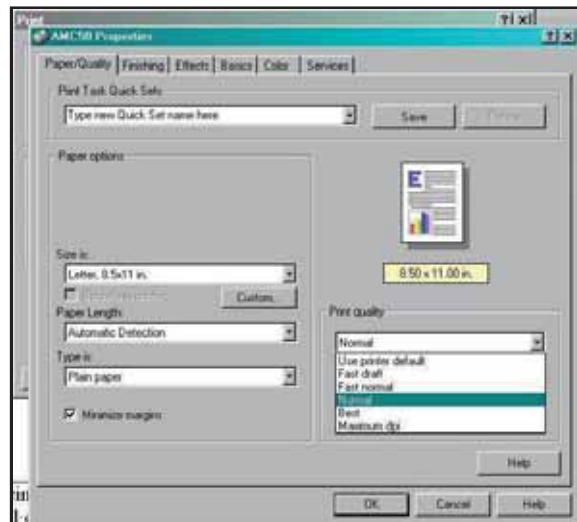 Print
AMC50 Properties
Paper/Quality Finishing Effects Basics Color Services
Print Task Quick Sets
Type new Quick Set name here
Save
Paper options
E
8.50 x 11.00 in.
Size is:
Letter, 8.5x11 in.
Custom...
Paper Length:
Automatic Detection
Type is:
Plain paper
Minimize margins
Print quality
Normal
Use printer default
Fast draft
Fast normal
Normal
Best
Maximum dpi
Help
OK Cancel Help